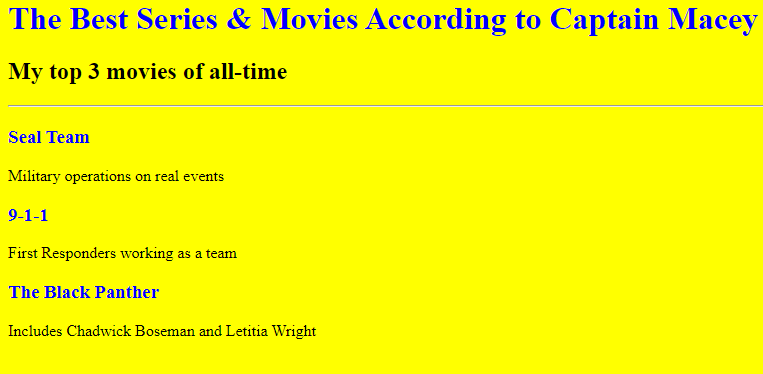 The Best Series & Movies According to Captain Macey
My top 3 movies of all-time
Seal Team
Military operations on real events
9-1-1
First Responders working as a team
The Black Panther
Includes Chadwick Boseman and Letitia Wright